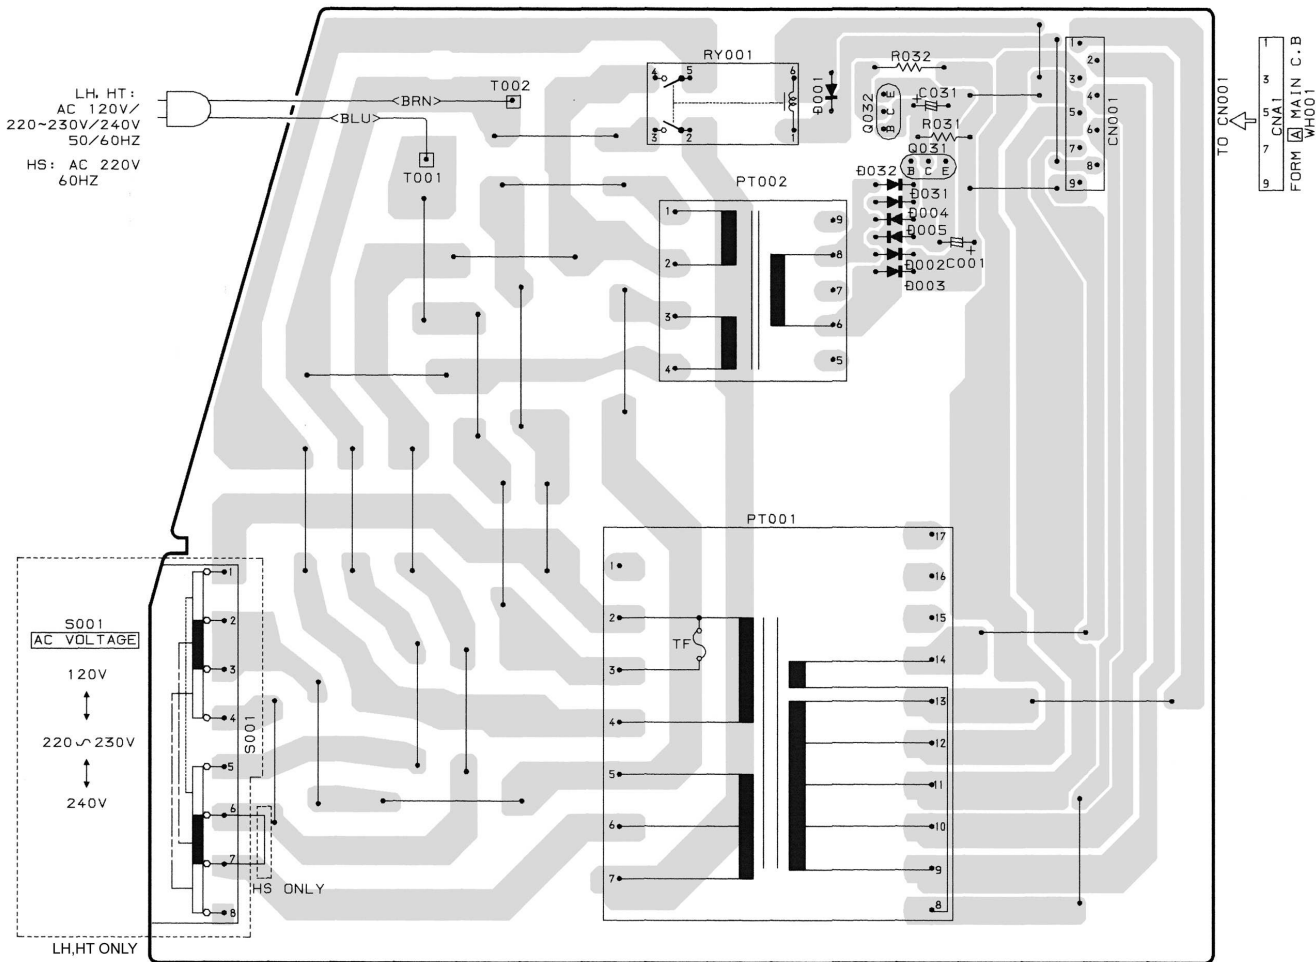 LH, HT:
AC 120V/
220~230V/240V
50/60HZ
HS: AC 220V
60HZ
<BRN>
<BLU>
T002
T001
RY001
4
5
6
3
2
1
D001
R032
Q032
E
C
B
+
C031
R031
Q031
B C E
D032
D031
D004
D005
D002
D003
+
C001
1
2
3
4
5
6
7
8
9
CN001
TO CN001
1
3
5
7
9
CNA1
FORM A MAIN C.B
WH001
PT002
1
2
3
4
9
8
7
6
5
PT001
1
2
3
4
5
6
7
TF
17
16
15
14
13
12
11
10
9
8
S001
AC VOLTAGE
120V
220~230V
240V
1
2
3
4
5
6
7
8
S001
HS ONLY
LH,HT ONLY